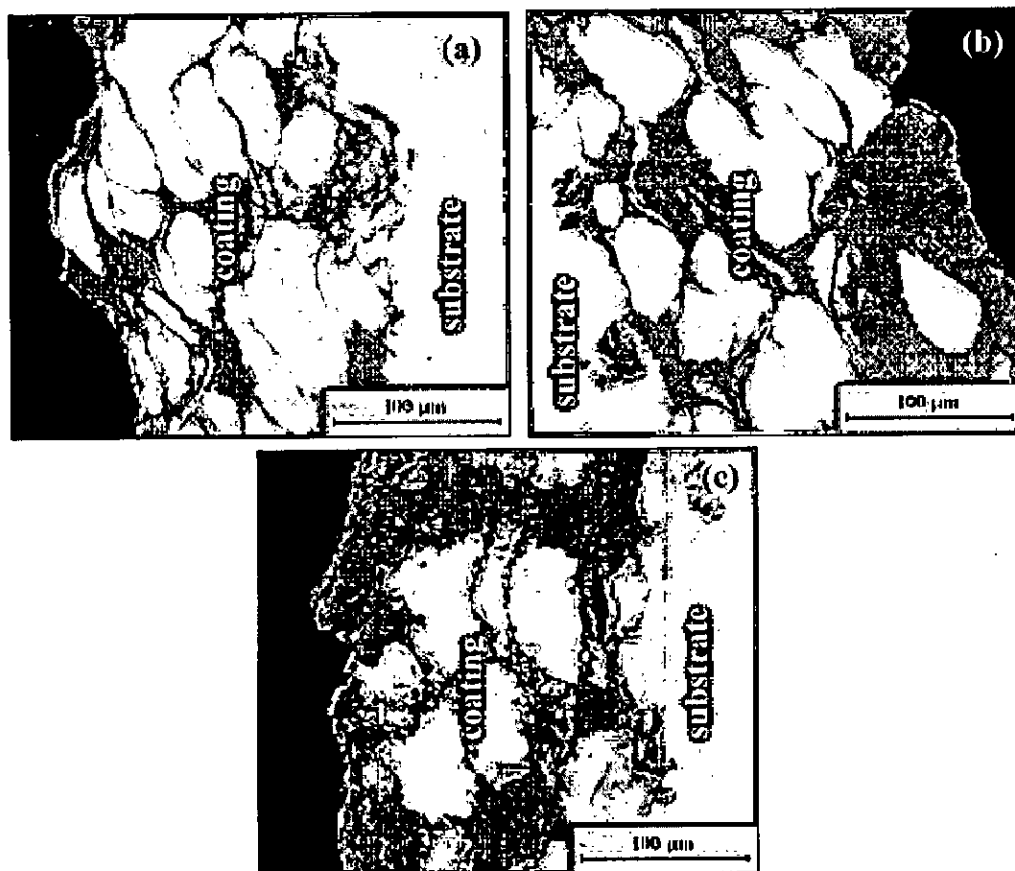 (a)
coating
substrate
100 µm
(b)
coating
substrate
100 µm
(c)
coating
substrate
100 µm